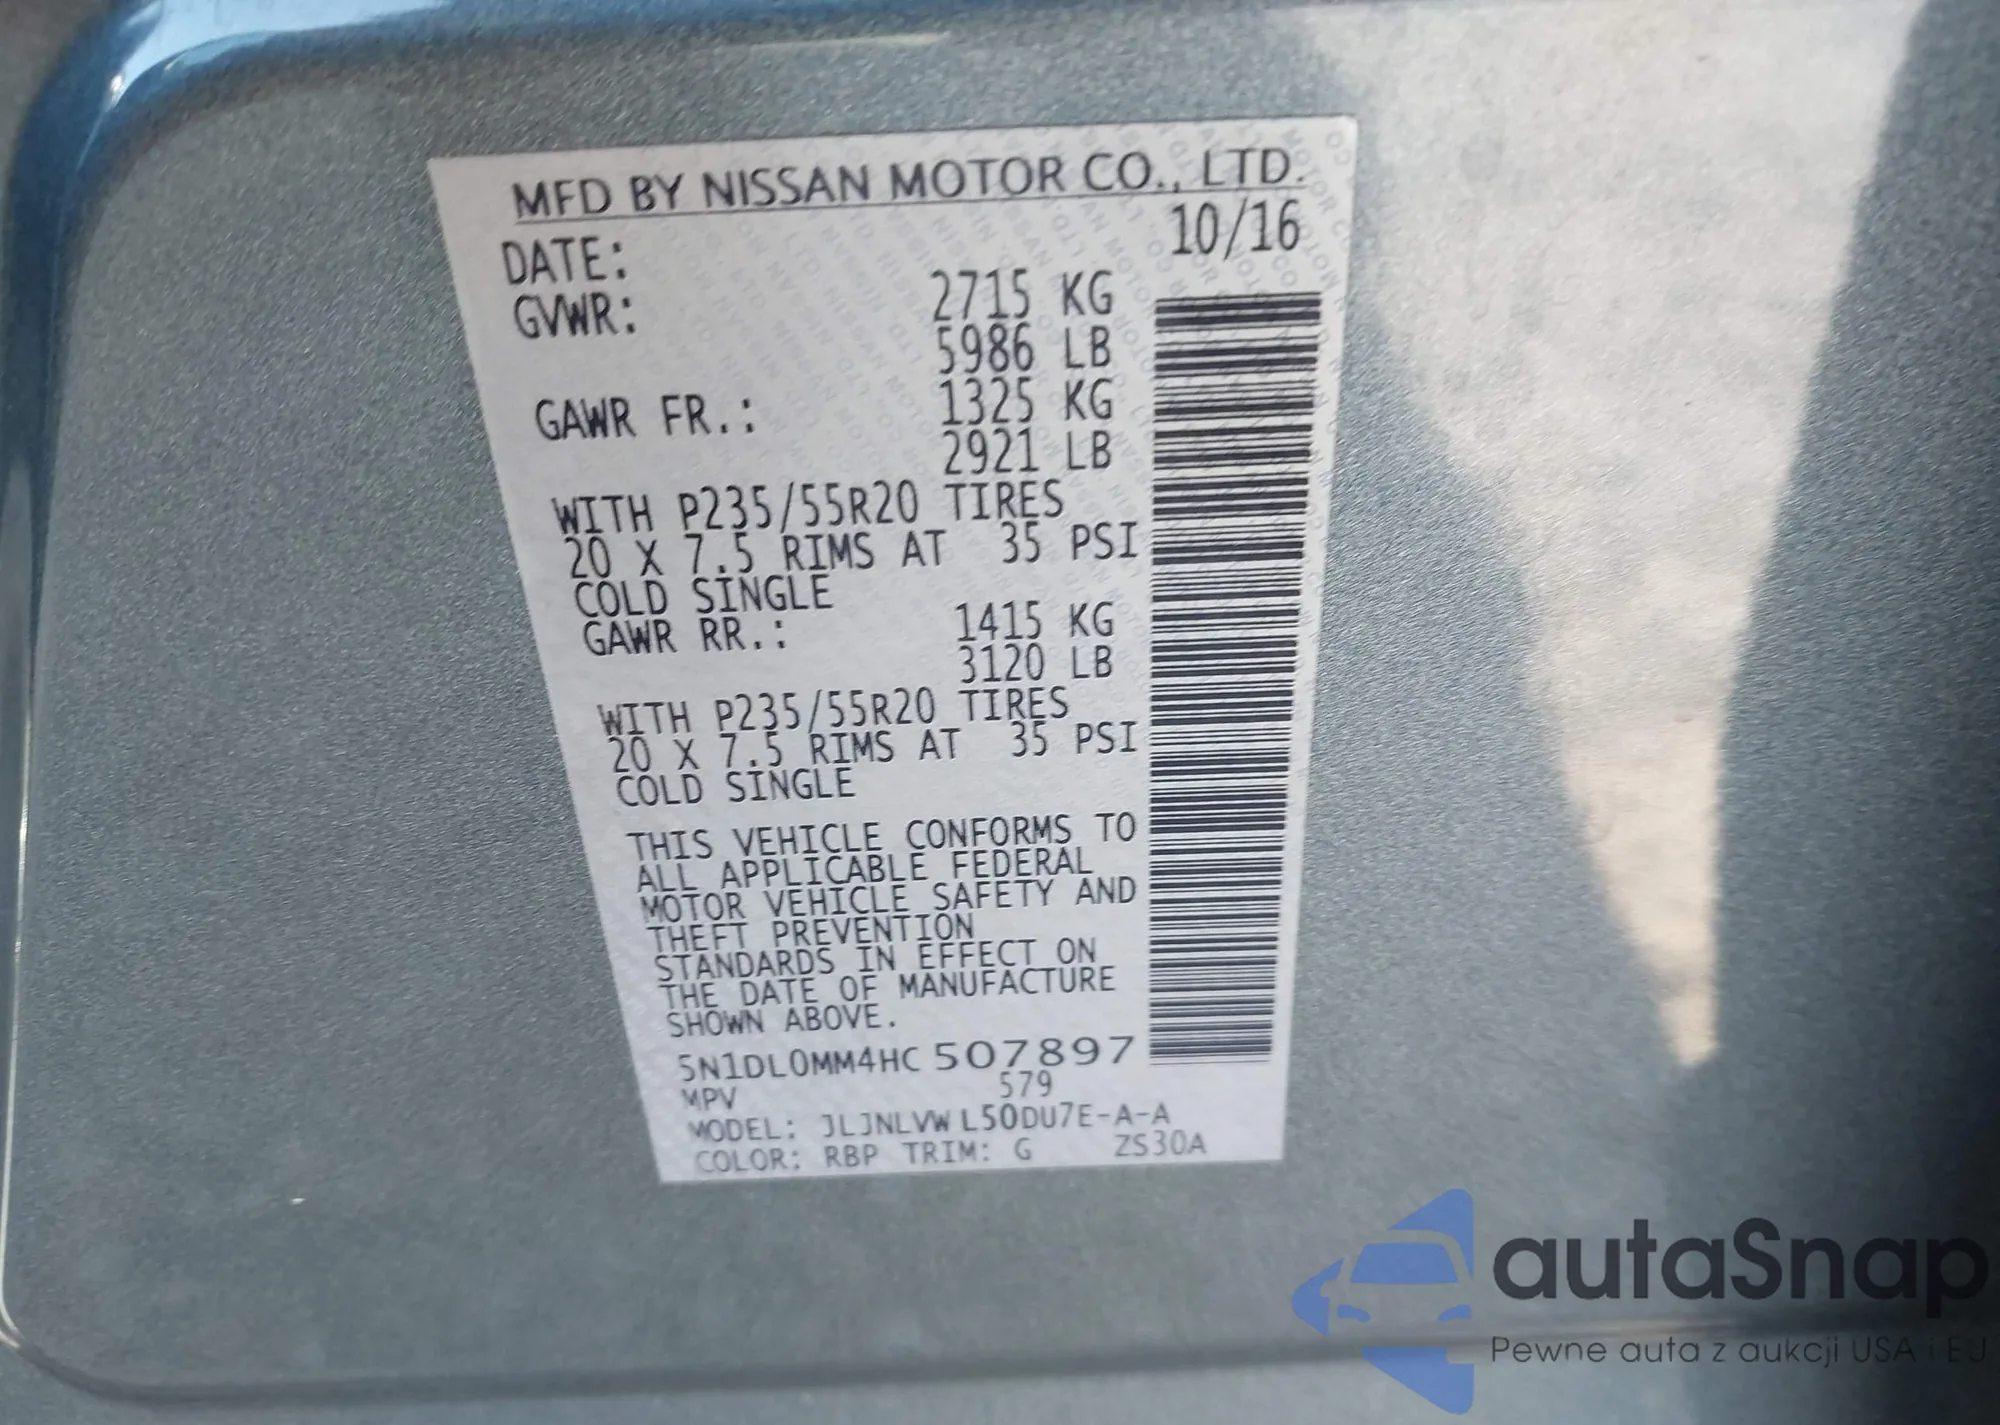 MFD BY NISSAN MOTOR CO., LTD.
DATE: 10/16
GVWR: 2715 KG
5986 LB
GAWR FR.: 1325 KG
2921 LB
WITH P235/55R20 TIRES
20 X 7.5 RIMS AT 35 PSI
COLD SINGLE
GAWR RR.: 1415 KG
3120 LB
WITH P235/55R20 TIRES
20 X 7.5 RIMS AT 35 PSI
COLD SINGLE
THIS VEHICLE CONFORMS TO
ALL APPLICABLE FEDERAL
MOTOR VEHICLE SAFETY AND
THEFT PREVENTION
STANDARDS IN EFFECT ON
THE DATE OF MANUFACTURE
SHOWN ABOVE.
5N1DL0MM4HC 507897
MPV 579
MODEL: JLJNLVW L50DU7E-A-A
COLOR: RBP TRIM: G ZS30A
autaSnap
Pewne auta z aukcji USA i EU